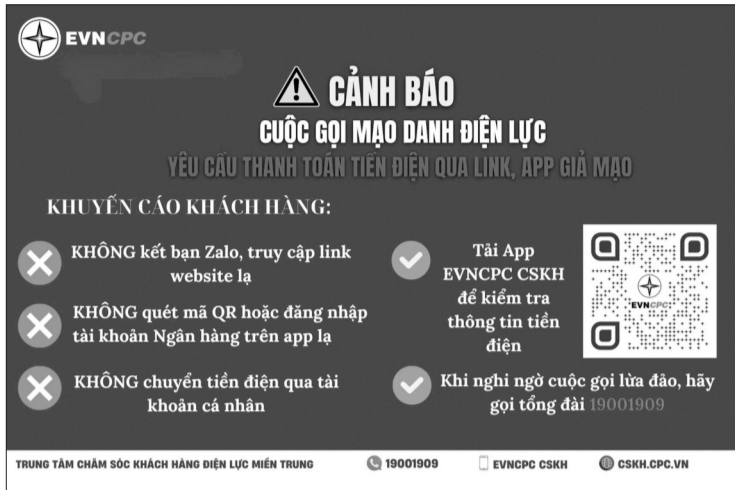 EVNCPC
CẢNH BÁO
CUỘC GỌI MẠO DANH ĐIỆN LỰC
YÊU CẦU THANH TOÁN TIỀN ĐIỆN QUA LINK, APP GIẢ MẠO
KHUYẾN CÁO KHÁCH HÀNG:
KHÔNG kết bạn Zalo, truy cập link
website lạ
KHÔNG quét mã QR hoặc đăng nhập
tài khoản Ngân hàng trên app lạ
KHÔNG chuyển tiền điện qua tài
khoản cá nhân
Tải App
EVNCPC CSKH
để kiểm tra
thông tin tiền
điện
EVNCPC
Khi nghi ngờ cuộc gọi lừa đảo, hãy
gọi tổng đài 19001909
TRUNG TÂM CHĂM SÓC KHÁCH HÀNG ĐIỆN LỰC MIỀN TRUNG
19001909
EVNCPC CSKH
CSKH.CPC.VN